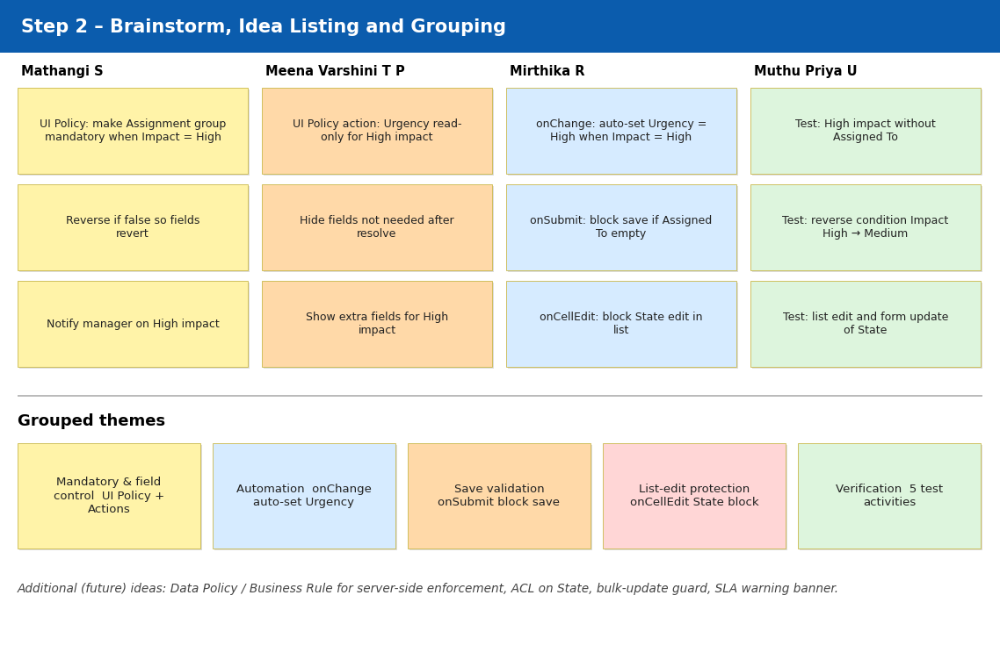 Step 2 – Brainstorm, Idea Listing and Grouping
Mathangi S
UI Policy: make Assignment group
mandatory when Impact = High
Reverse if false so fields
revert
Notify manager on High impact
Meena Varshini T P
UI Policy action: Urgency read-
only for High impact
Hide fields not needed after
resolve
Show extra fields for High
impact
Mirthika R
onChange: auto-set Urgency =
High when Impact = High
onSubmit: block save if Assigned
To empty
onCellEdit: block State edit in
list
Muthu Priya U
Test: High impact without
Assigned To
Test: reverse condition Impact
High → Medium
Test: list edit and form update
of State
Grouped themes
Mandatory & field
control  UI Policy +
Actions
Automation  onChange
auto-set Urgency
Save validation
onSubmit block save
List-edit protection
onCellEdit State block
Verification  5 test
activities
Additional (future) ideas: Data Policy / Business Rule for server-side enforcement, ACL on State, bulk-update guard, SLA warning banner.